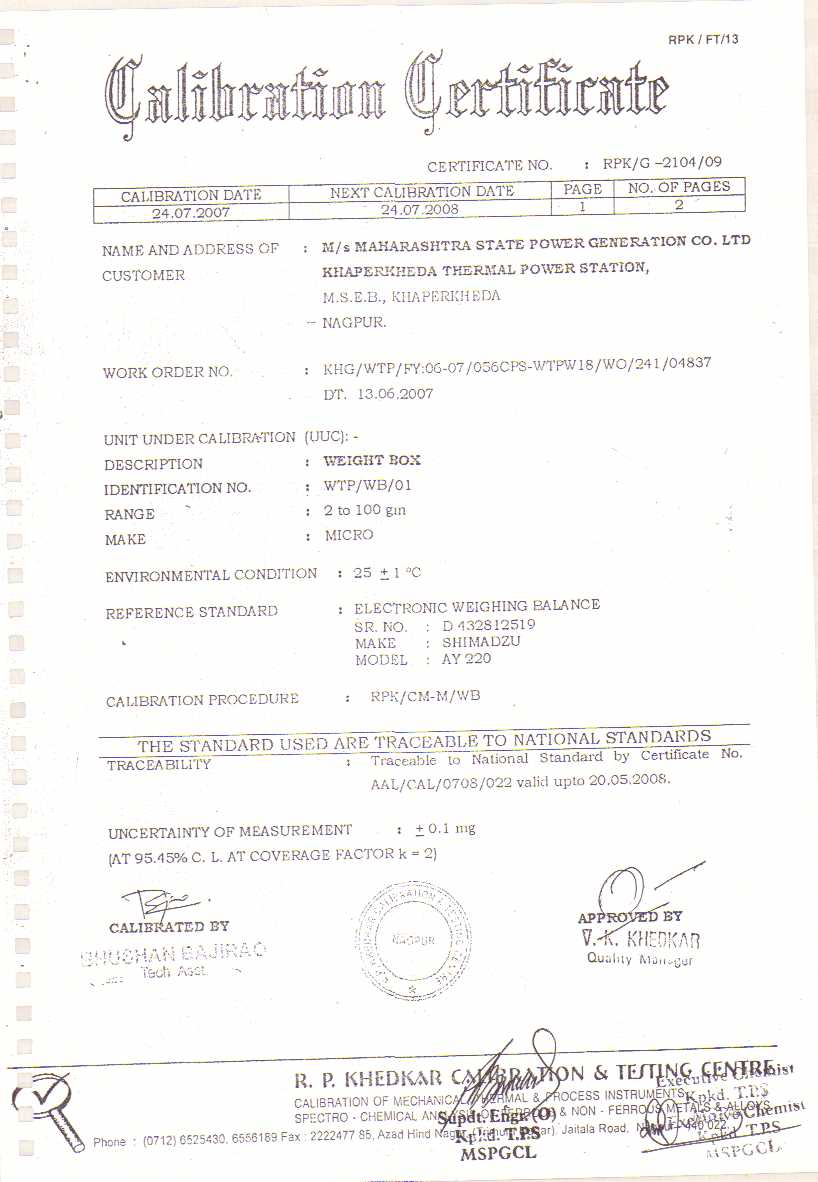 RPK / FT/13
Calibration Certificate
CERTIFICATE NO. : RPK/G –2104/09
CALIBRATION DATE NEXT CALIBRATION DATE PAGE NO. OF PAGES
24.07.2007 24.07.2008 1 2
NAME AND ADDRESS OF : M/s MAHARASHTRA STATE POWER GENERATION CO. LTD
CUSTOMER KHAPERKHEDA THERMAL POWER STATION,
M.S.E.B., KHAPERKHEDA
– NAGPUR.
WORK ORDER NO. : KHG/WTP/FY:06-07/056CPS-WTPW18/WO/241/04837
DT. 13.06.2007
UNIT UNDER CALIBRATION (UUC): -
DESCRIPTION : WEIGHT BOX
IDENTIFICATION NO. : WTP/WB/01
RANGE : 2 to 100 gm
MAKE : MICRO
ENVIRONMENTAL CONDITION : 25 ± 1 °C
REFERENCE STANDARD : ELECTRONIC WEIGHING BALANCE
SR. NO. : D 432812519
MAKE : SHIMADZU
MODEL : AY 220
CALIBRATION PROCEDURE : RPK/CM-M/WB
THE STANDARD USED ARE TRACEABLE TO NATIONAL STANDARDS
TRACEABILITY : Traceable to National Standard by Certificate No.
AAL/CAL/0708/022 valid upto 20.05.2008.
UNCERTAINTY OF MEASUREMENT : ± 0.1 mg
(AT 95.45% C. L. AT COVERAGE FACTOR k = 2)
CALIBRATED BY
BHUSHAN BAJIRAO
Tech Asst.
NAGPUR
APPROVED BY
V. K. KHEDKAR
Quality Manager
R. P. KHEDKAR CALIBRATION & TESTING CENTRE
CALIBRATION OF MECHANICAL, THERMAL & PROCESS INSTRUMENTS
SPECTRO - CHEMICAL ANALYSIS OF FERROUS & NON - FERROUS METALS & ALLOYS
Phone : (0712) 6525430, 6556189 Fax : 2222477 85, Azad Hind Nagar, Jaitala Road, Nagpur - 440 022
Supdt. Engr. (O)
Kpkd. T.P.S
MSPGCL
Executive Chemist
Kpkd. T.P.S
Executive Chemist
Kpkd. T.P.S
MSPGCL